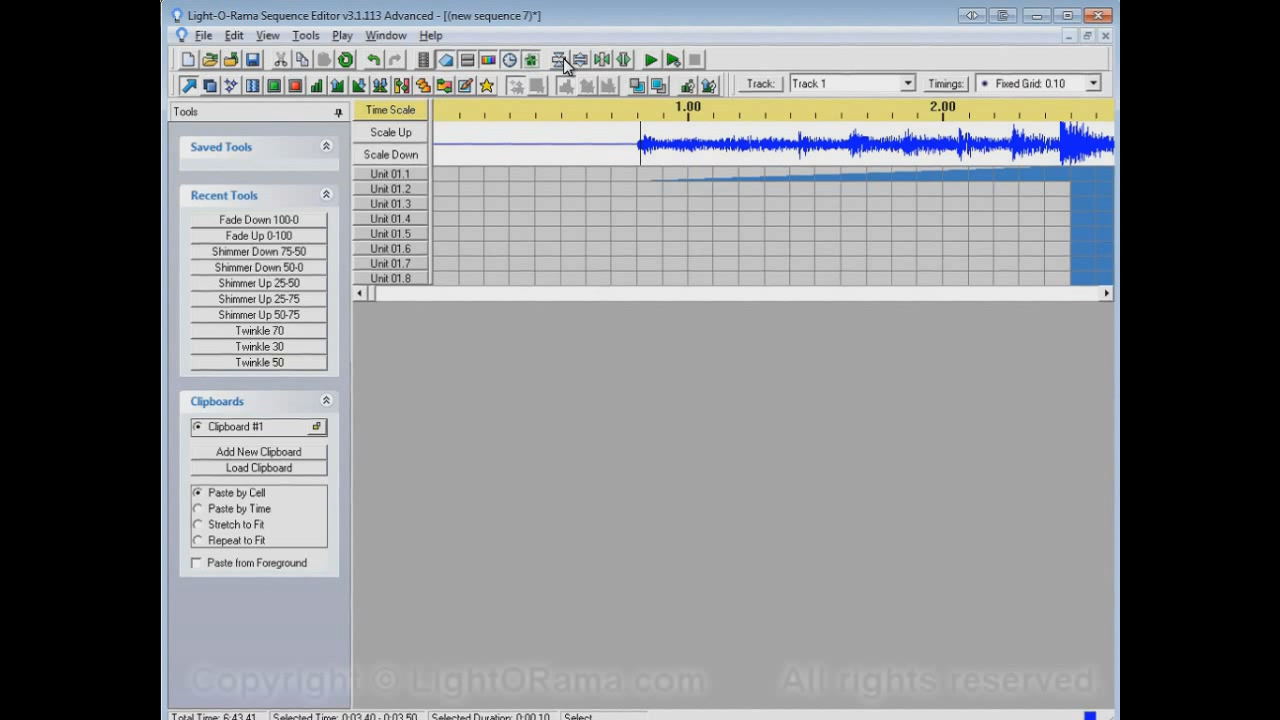 Light-O-Rama Sequence Editor v3.1.113 Advanced - [(new sequence 7)*]
File Edit View Tools Play Window Help
Track: Track 1 Timings: Fixed Grid: 0.10
Tools
Time Scale 1.00 2.00
Scale Up
Scale Down
Unit 01.1
Unit 01.2
Unit 01.3
Unit 01.4
Unit 01.5
Unit 01.6
Unit 01.7
Unit 01.8
Saved Tools
Recent Tools
Fade Down 100-0
Fade Up 0-100
Shimmer Down 75-50
Shimmer Down 50-0
Shimmer Up 25-50
Shimmer Up 25-75
Shimmer Up 50-75
Twinkle 70
Twinkle 30
Twinkle 50
Clipboards
Clipboard #1
Add New Clipboard
Load Clipboard
Paste by Cell
Paste by Time
Stretch to Fit
Repeat to Fit
Paste from Foreground
Copyright © LightORama.com All rights reserved.
Total Time: 6:43.41 Selected Time: 0:03.40 - 0:03.50 Selected Duration: 0:00.10 Select